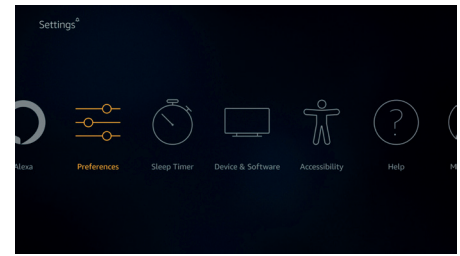 Settings
Alexa
Preferences
Sleep Timer
Device & Software
Accessibility
Help